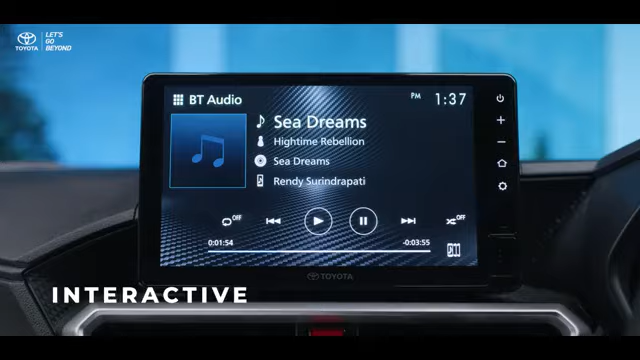 TOYOTA
LET'S
GO
BEYOND
BT Audio
PM 1:37
Sea Dreams
Hightime Rebellion
Sea Dreams
Rendy Surindrapati
OFF
OFF
0:01:54
-0:03:55
TOYOTA
INTERACTIVE